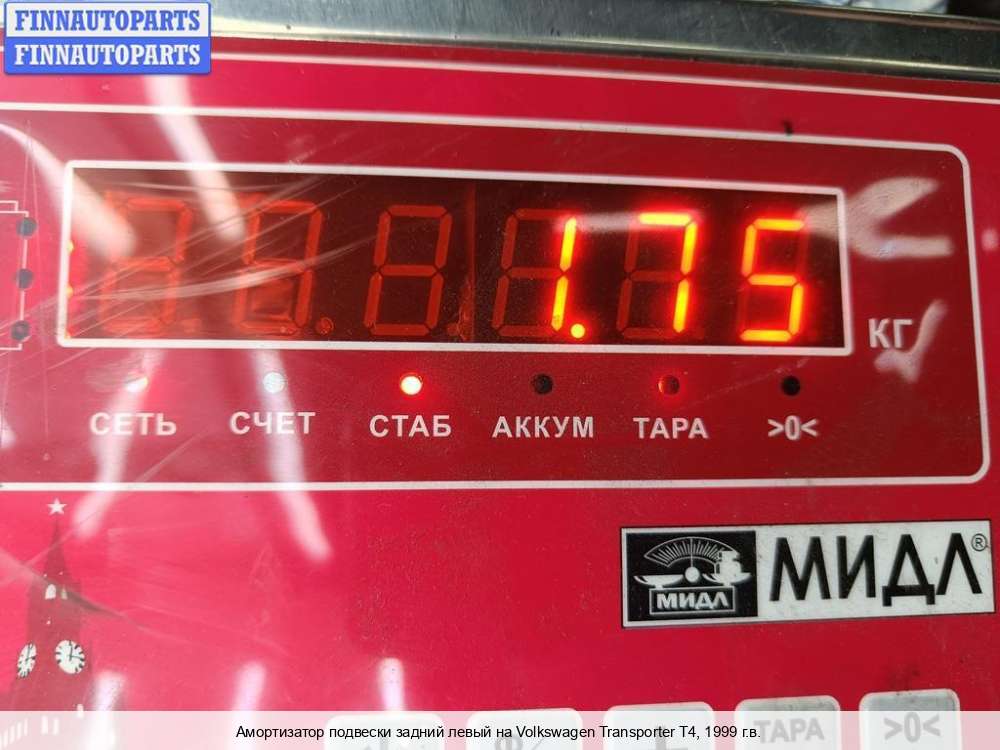 FINNAUTOPARTS
FINNAUTOPARTS
1.75
КГ
СЕТЬ СЧЕТ СТАБ АККУМ ТАРА >0<
МИДЛ МИДЛ®
ТАРА >0<
Амортизатор подвески задний левый на Volkswagen Transporter T4, 1999 г.в.